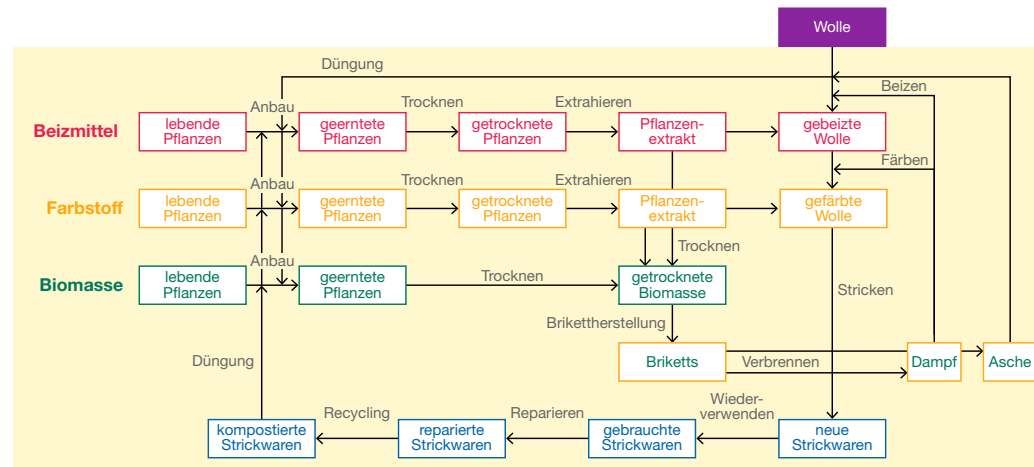 Wolle
Düngung
Beizen
Anbau
Trocknen
Extrahieren
Beizmittel
lebende
Pflanzen
geerntete
Pflanzen
getrocknete
Pflanzen
Pflanzen-
extrakt
gebeizte
Wolle
Färben
Anbau
Trocknen
Extrahieren
Farbstoff
lebende
Pflanzen
geerntete
Pflanzen
getrocknete
Pflanzen
Pflanzen-
extrakt
gefärbte
Wolle
Trocknen
Anbau
Trocknen
Biomasse
lebende
Pflanzen
geerntete
Pflanzen
getrocknete
Biomasse
Stricken
Brikettherstellung
Düngung
Briketts
Verbrennen
Dampf
Asche
Recycling
Reparieren
Wieder-
verwenden
kompostierte
Strickwaren
reparierte
Strickwaren
gebrauchte
Strickwaren
neue
Strickwaren